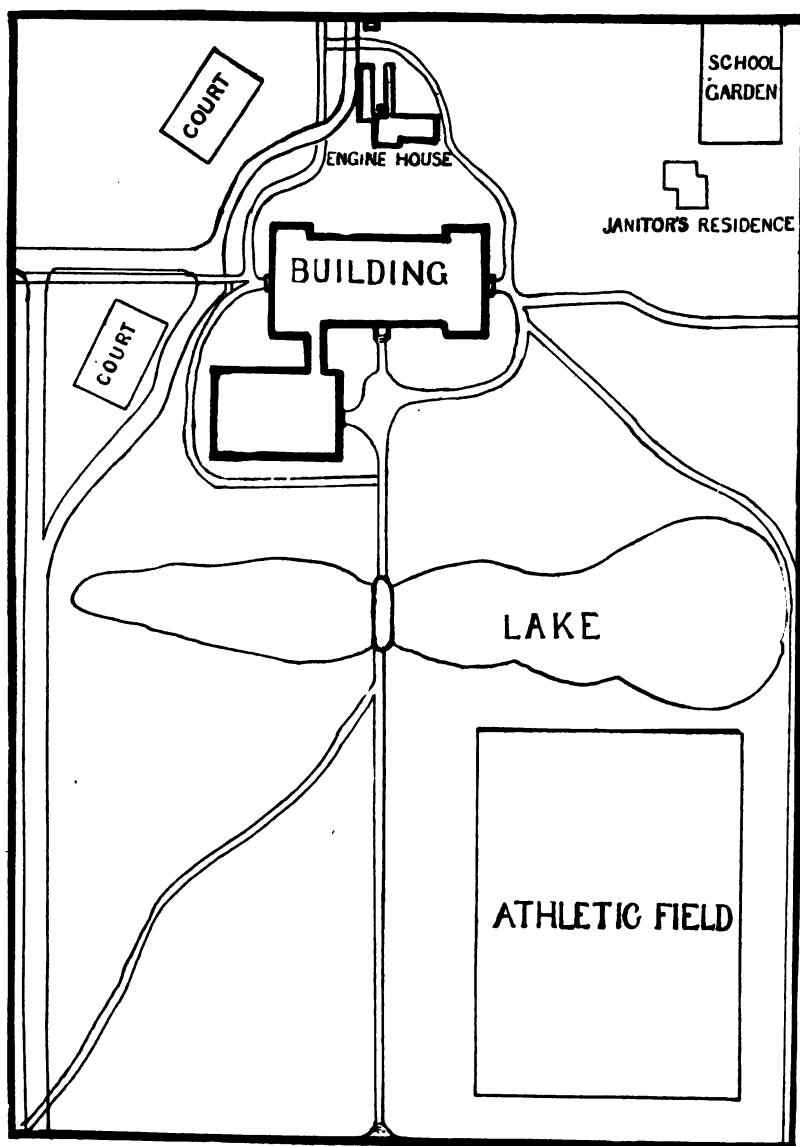 SCHOOL
GARDEN
COURT
ENGINE HOUSE
JANITOR'S RESIDENCE
BUILDING
COURT
LAKE
ATHLETIC FIELD